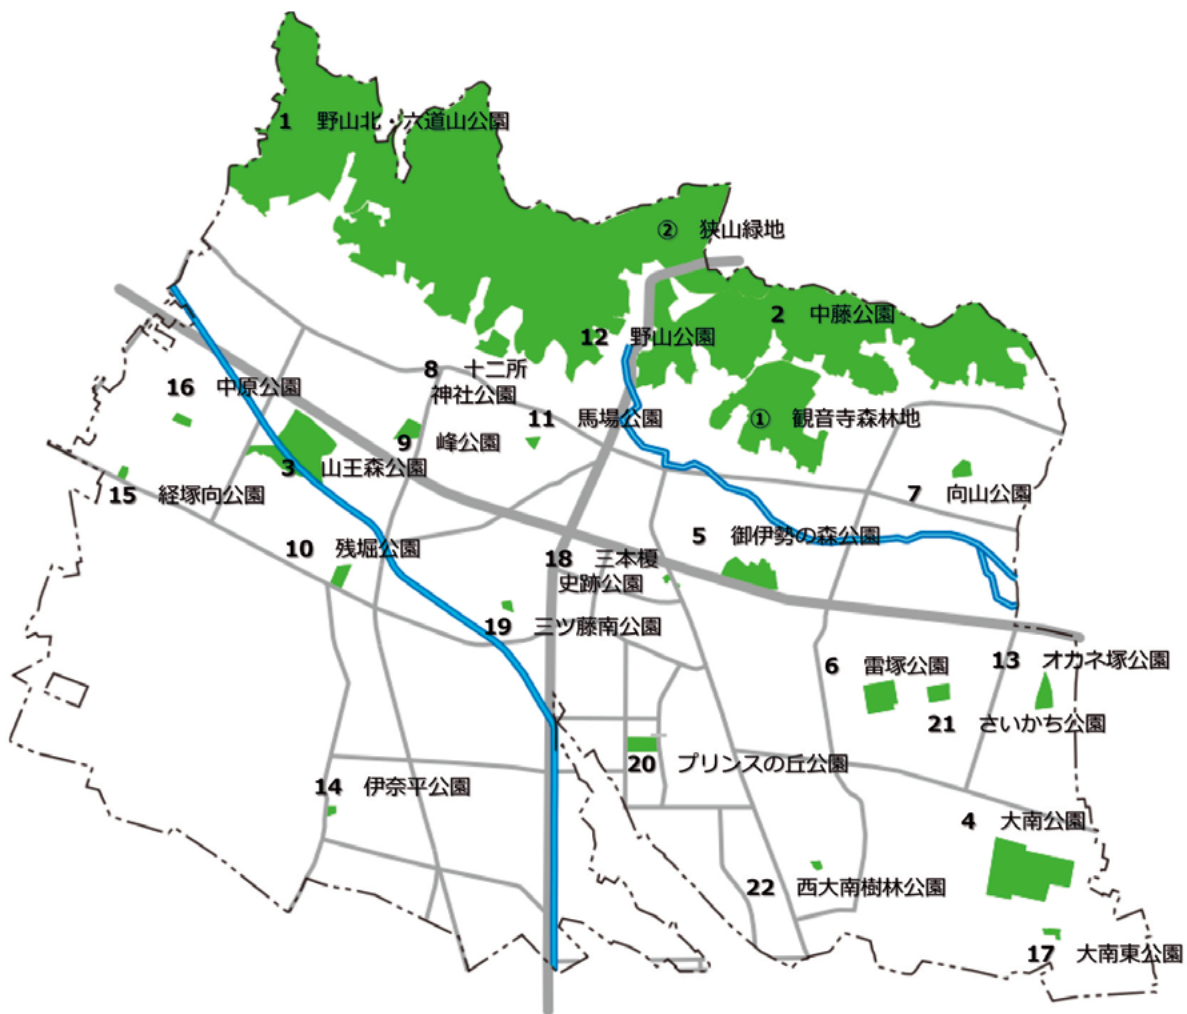 1 野山北・六道山公園
② 狭山緑地
2 中藤公園
12 野山公園
8 十二所
神社公園
16 中原公園
11 馬場公園
① 観音寺森林地
9 峰公園
3 山王森公園
15 経塚向公園
7 向山公園
5 御伊勢の森公園
10 残堀公園
18 三本榎
史跡公園
19 三ツ藤南公園
6 雷塚公園
13 オカネ塚公園
21 さいかち公園
20 プリンスの丘公園
14 伊奈平公園
4 大南公園
22 西大南樹林公園
17 大南東公園